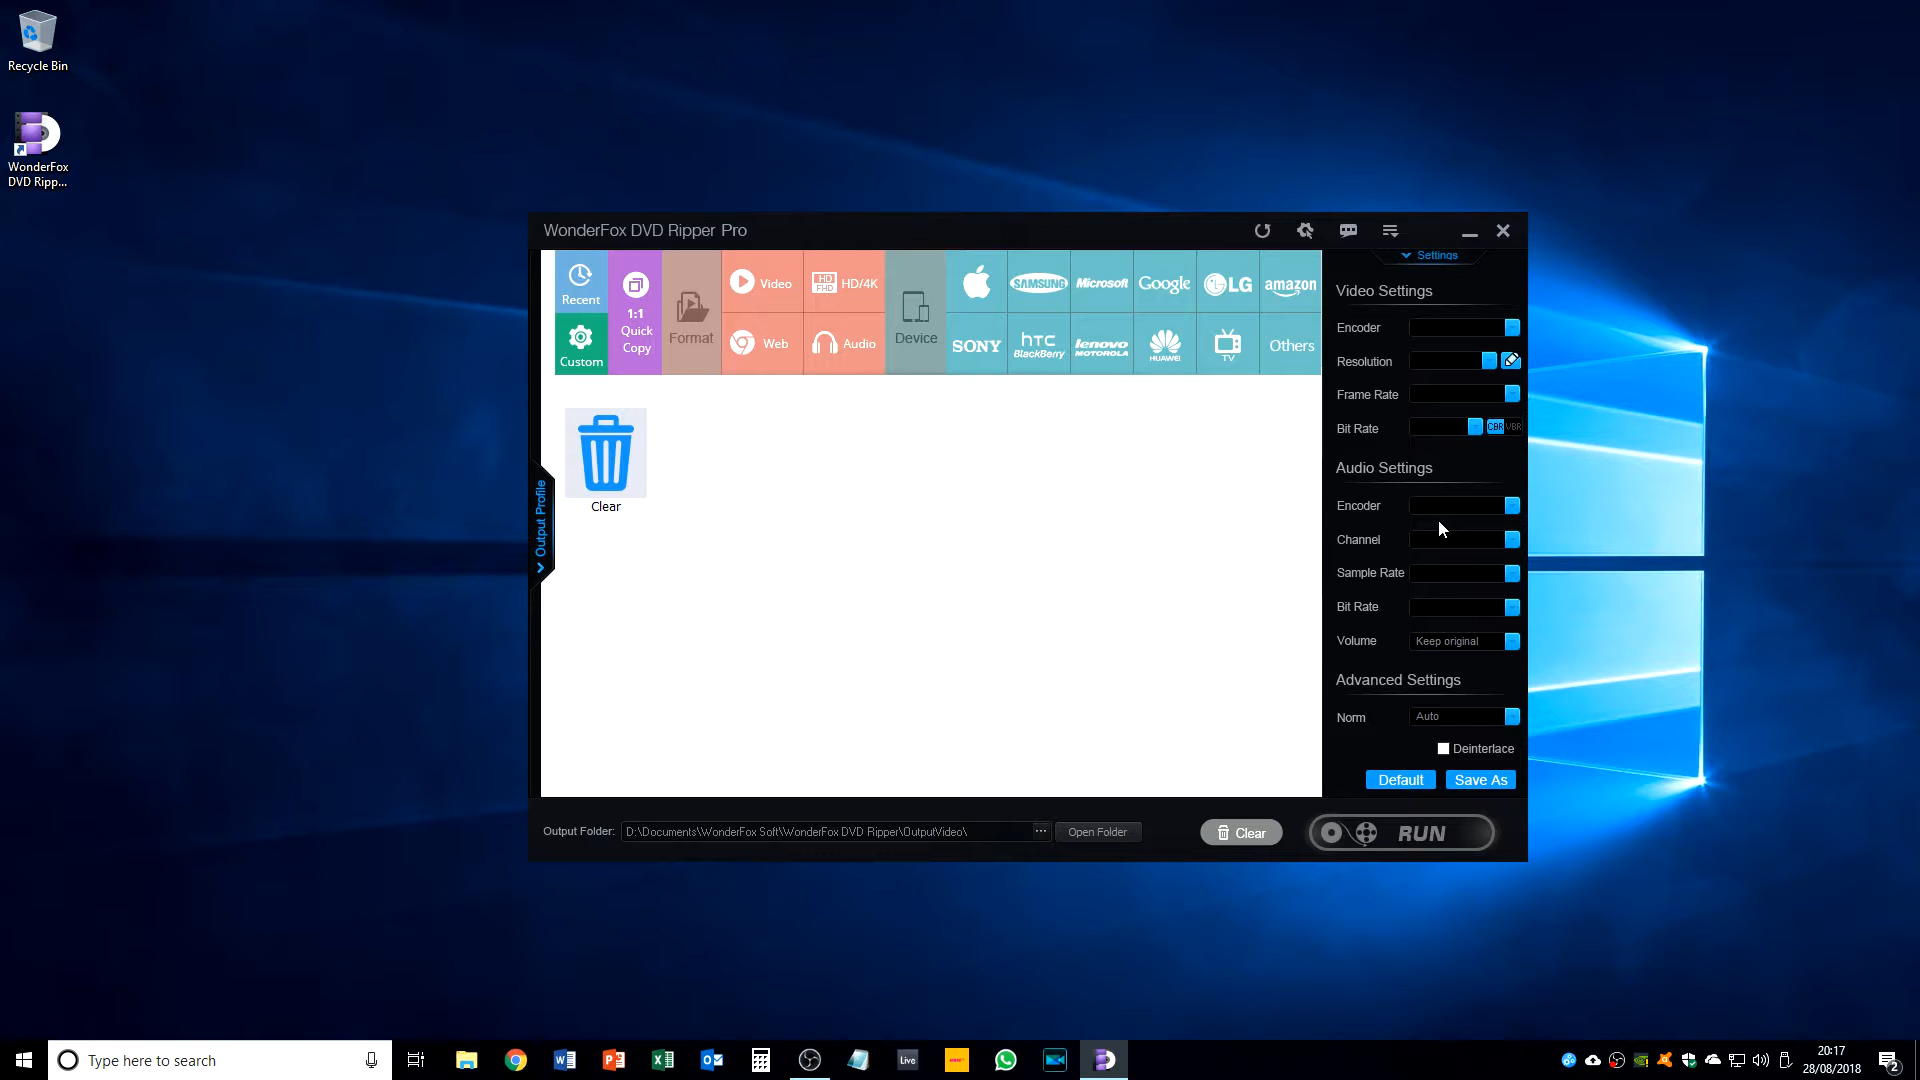 Recycle Bin
WonderFox
DVD Ripp...
WonderFox DVD Ripper Pro
Recent
Custom
1:1
Quick
Copy
Format
Video
HD
FHD
HD/4K
Web
Audio
Device
SAMSUNG
Microsoft
Google
LG
amazon
SONY
hTC
BlackBerry
lenovo
MOTOROLA
HUAWEI
TV
Others
Clear
Output Profile
Settings
Video Settings
Encoder
Resolution
Frame Rate
Bit Rate
CBR VBR
Audio Settings
Encoder
Channel
Sample Rate
Bit Rate
Volume Keep original
Advanced Settings
Norm Auto
Deinterlace
Default Save As
Output Folder: D:\Documents\WonderFox Soft\WonderFox DVD Ripper\OutputVideo\ ... Open Folder
Clear
RUN
Type here to search
Live
20:17
28/08/2018
2